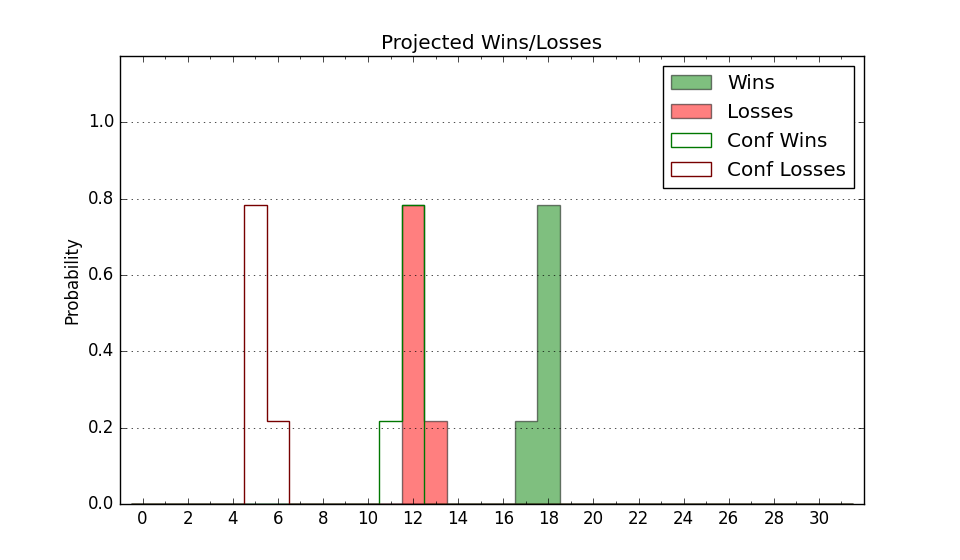 Projected Wins/Losses
Wins
Losses
Conf Wins
Conf Losses
Probability
1.0
0.8
0.6
0.4
0.2
0.0
0 2 4 6 8 10 12 14 16 18 20 22 24 26 28 30